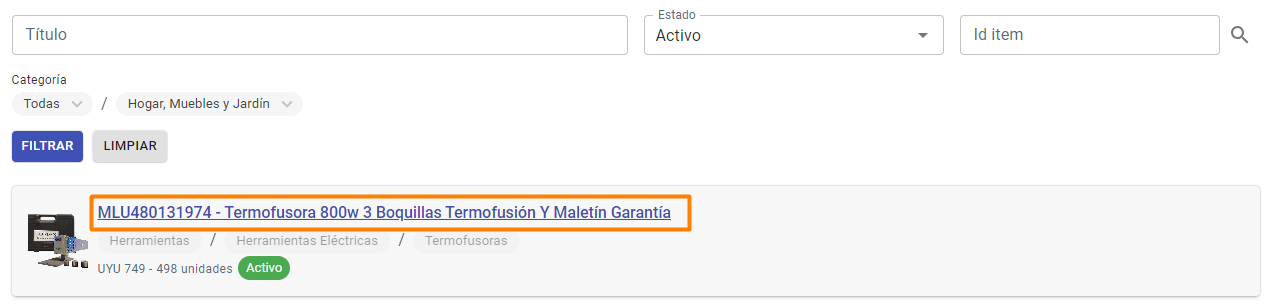 Título
Estado
Activo
Id item
Categoría
Todas / Hogar, Muebles y Jardín
FILTRAR LIMPIAR
MLU480131974 - Termofusora 800w 3 Boquillas Termofusión Y Maletín Garantía
Herramientas / Herramientas Eléctricas / Termofusoras
UYU 749 - 498 unidades Activo